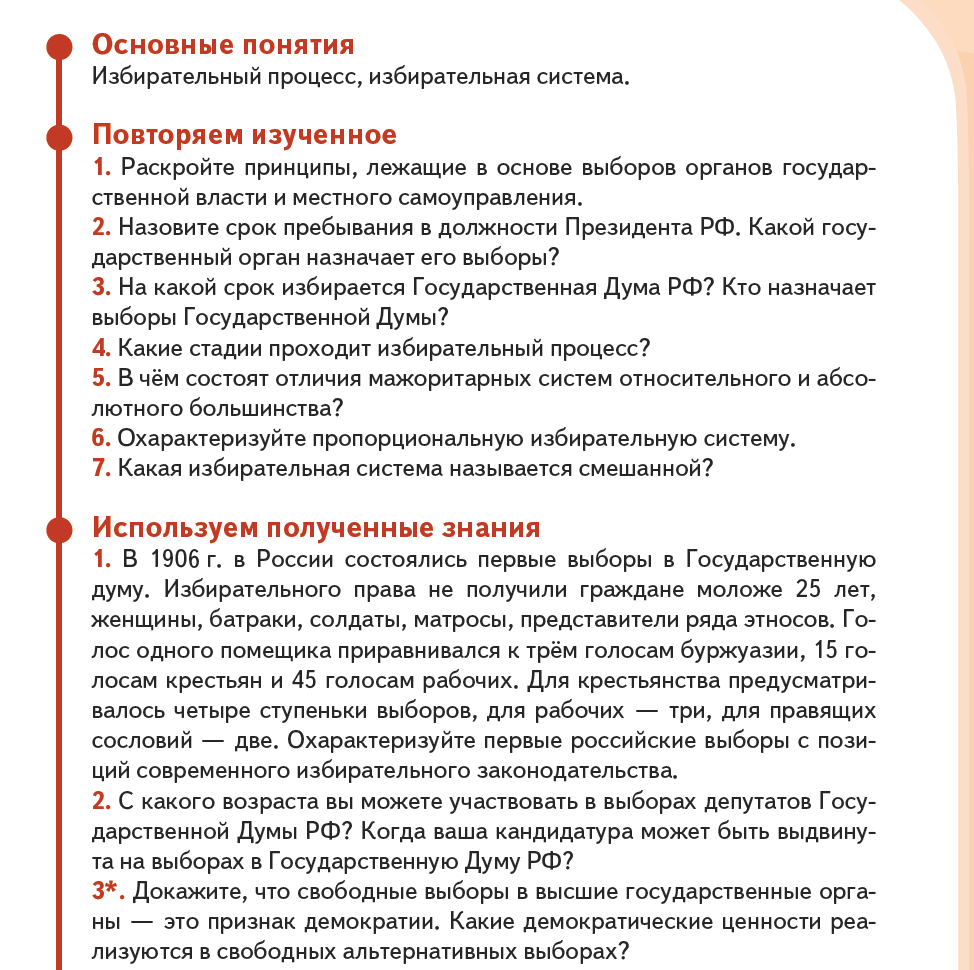 Основные понятия
Избирательный процесс, избирательная система.
Повторяем изученное
1. Раскройте принципы, лежащие в основе выборов органов государ-
ственной власти и местного самоуправления.
2. Назовите срок пребывания в должности Президента РФ. Какой госу-
дарственный орган назначает его выборы?
3. На какой срок избирается Государственная Дума РФ? Кто назначает
выборы Государственной Думы?
4. Какие стадии проходит избирательный процесс?
5. В чём состоят отличия мажоритарных систем относительного и абсо-
лютного большинства?
6. Охарактеризуйте пропорциональную избирательную систему.
7. Какая избирательная система называется смешанной?
Используем полученные знания
1. В 1906 г. в России состоялись первые выборы в Государственную
думу. Избирательного права не получили граждане моложе 25 лет,
женщины, батраки, солдаты, матросы, представители ряда этносов. Го-
лос одного помещика приравнивался к трём голосам буржуазии, 15 го-
лосам крестьян и 45 голосам рабочих. Для крестьянства предусматри-
валось четыре ступеньки выборов, для рабочих — три, для правящих
сословий — две. Охарактеризуйте первые российские выборы с пози-
ций современного избирательного законодательства.
2. С какого возраста вы можете участвовать в выборах депутатов Госу-
дарственной Думы РФ? Когда ваша кандидатура может быть выдвину-
та на выборах в Государственную Думу РФ?
3*. Докажите, что свободные выборы в высшие государственные орга-
ны — это признак демократии. Какие демократические ценности реа-
лизуются в свободных альтернативных выборах?